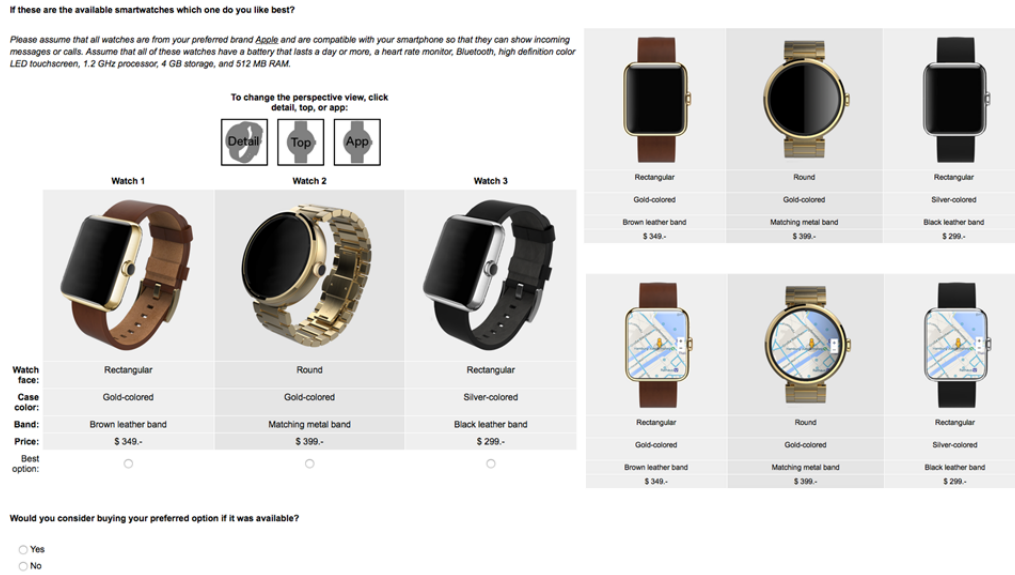 If these are the available smartwatches which one do you like best?
Please assume that all watches are from your preferred brand Apple and are compatible with your smartphone so that they can show incoming
messages or calls. Assume that all of these watches have a battery that lasts a day or more, a heart rate monitor, Bluetooth, high definition color
LED touchscreen, 1.2 GHz processor, 4 GB storage, and 512 MB RAM.
To change the perspective view, click
detail, top, or app:
Detail Top App
Watch 1 Watch 2 Watch 3
Watch face: Rectangular Round Rectangular
Case color: Gold-colored Gold-colored Silver-colored
Band: Brown leather band Matching metal band Black leather band
Price: $ 349.- $ 399.- $ 299.-
Best option:
Would you consider buying your preferred option if it was available?
Yes
No
Rectangular Round Rectangular
Gold-colored Gold-colored Silver-colored
Brown leather band Matching metal band Black leather band
$ 349.- $ 399.- $ 299.-
Rectangular Round Rectangular
Gold-colored Gold-colored Silver-colored
Brown leather band Matching metal band Black leather band
$ 349.- $ 399.- $ 299.-